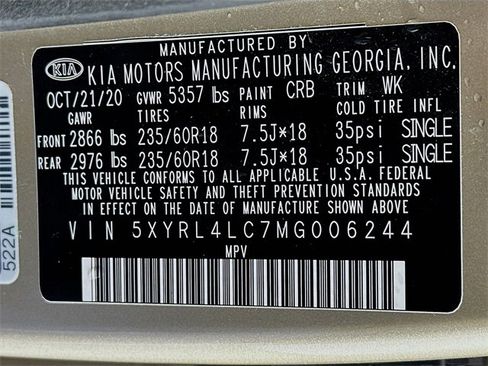 MANUFACTURED BY
KIA KIA MOTORS MANUFACTURING GEORGIA, INC.
OCT/21/20 GVWR 5357 lbs PAINT CRB TRIM WK
GAWR TIRES RIMS COLD TIRE INFL
FRONT 2866 lbs 235/60R18 7.5J*18 35psi SINGLE
REAR 2976 lbs 235/60R18 7.5J*18 35psi SINGLE
THIS VEHICLE CONFORMS TO ALL APPLICABLE U.S.A. FEDERAL
MOTOR VEHICLE SAFETY AND THEFT PREVENTION STANDARDS
IN EFFECT ON THE DATE OF MANUFACTURE SHOWN ABOVE.
VIN 5XYRL4LC7MG006244
MPV
522A